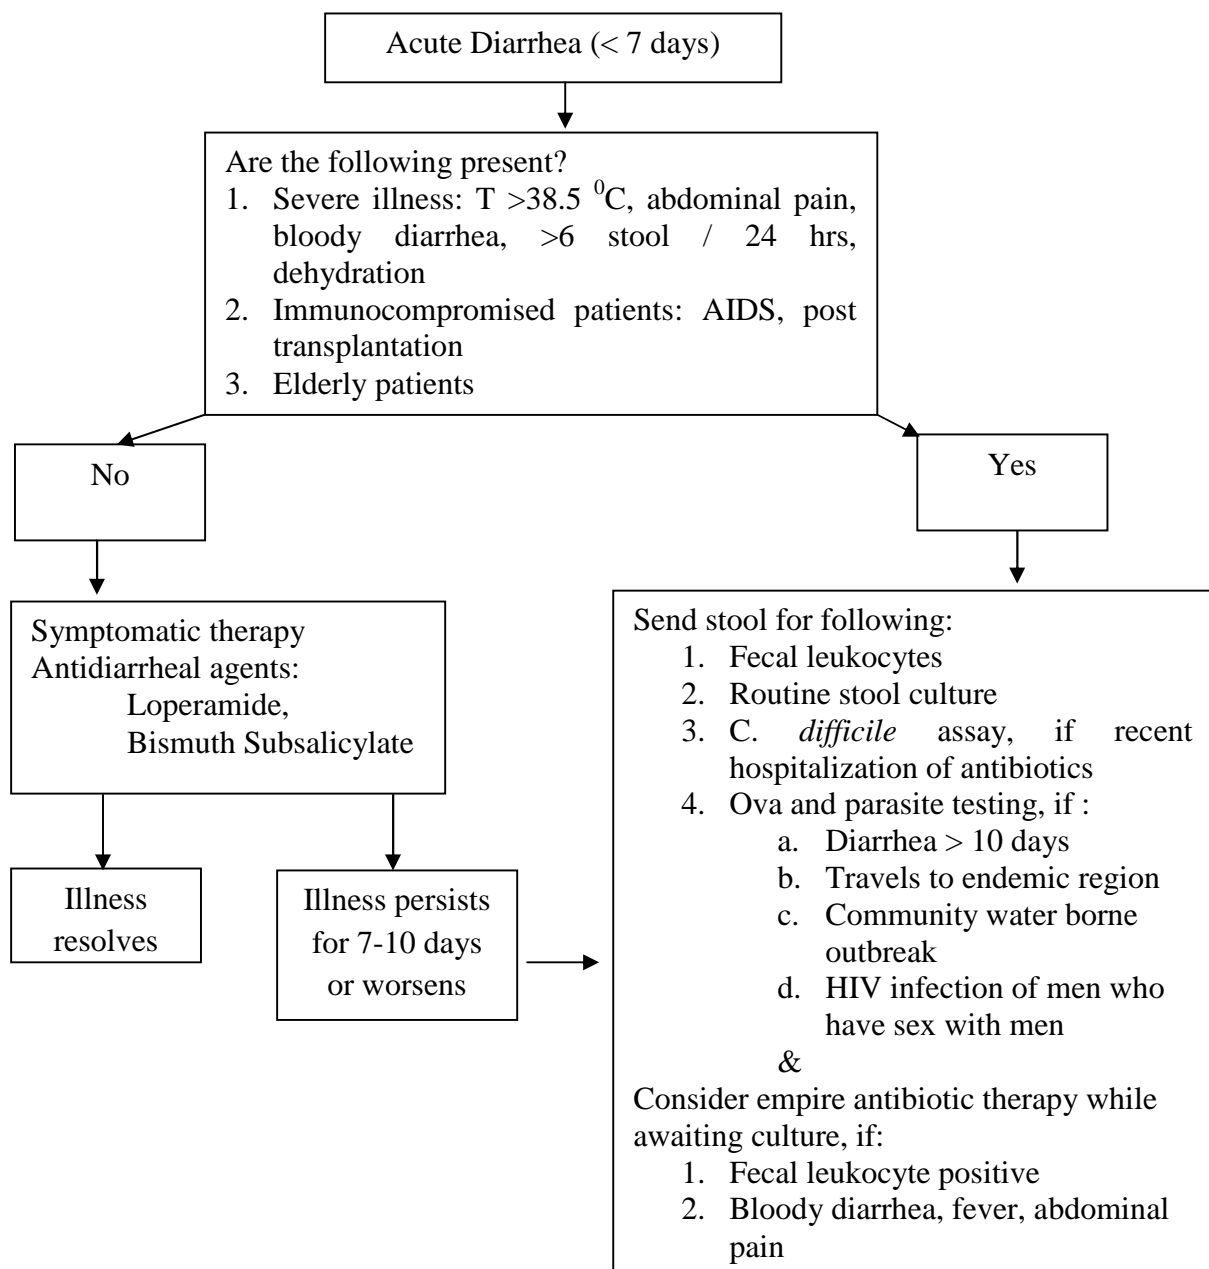 Acute Diarrhea (< 7 days)
Are the following present?
1. Severe illness: T >38.5 ⁰C, abdominal pain,
bloody diarrhea, >6 stool / 24 hrs,
dehydration
2. Immunocompromised patients: AIDS, post
transplantation
3. Elderly patients
No
Yes
Symptomatic therapy
Antidiarrheal agents:
Loperamide,
Bismuth Subsalicylate
Illness
resolves
Illness persists
for 7-10 days
or worsens
Send stool for following:
1. Fecal leukocytes
2. Routine stool culture
3. C. difficile assay, if recent
hospitalization of antibiotics
4. Ova and parasite testing, if :
a. Diarrhea > 10 days
b. Travels to endemic region
c. Community water borne
outbreak
d. HIV infection of men who
have sex with men
&
Consider empire antibiotic therapy while
awaiting culture, if:
1. Fecal leukocyte positive
2. Bloody diarrhea, fever, abdominal
pain